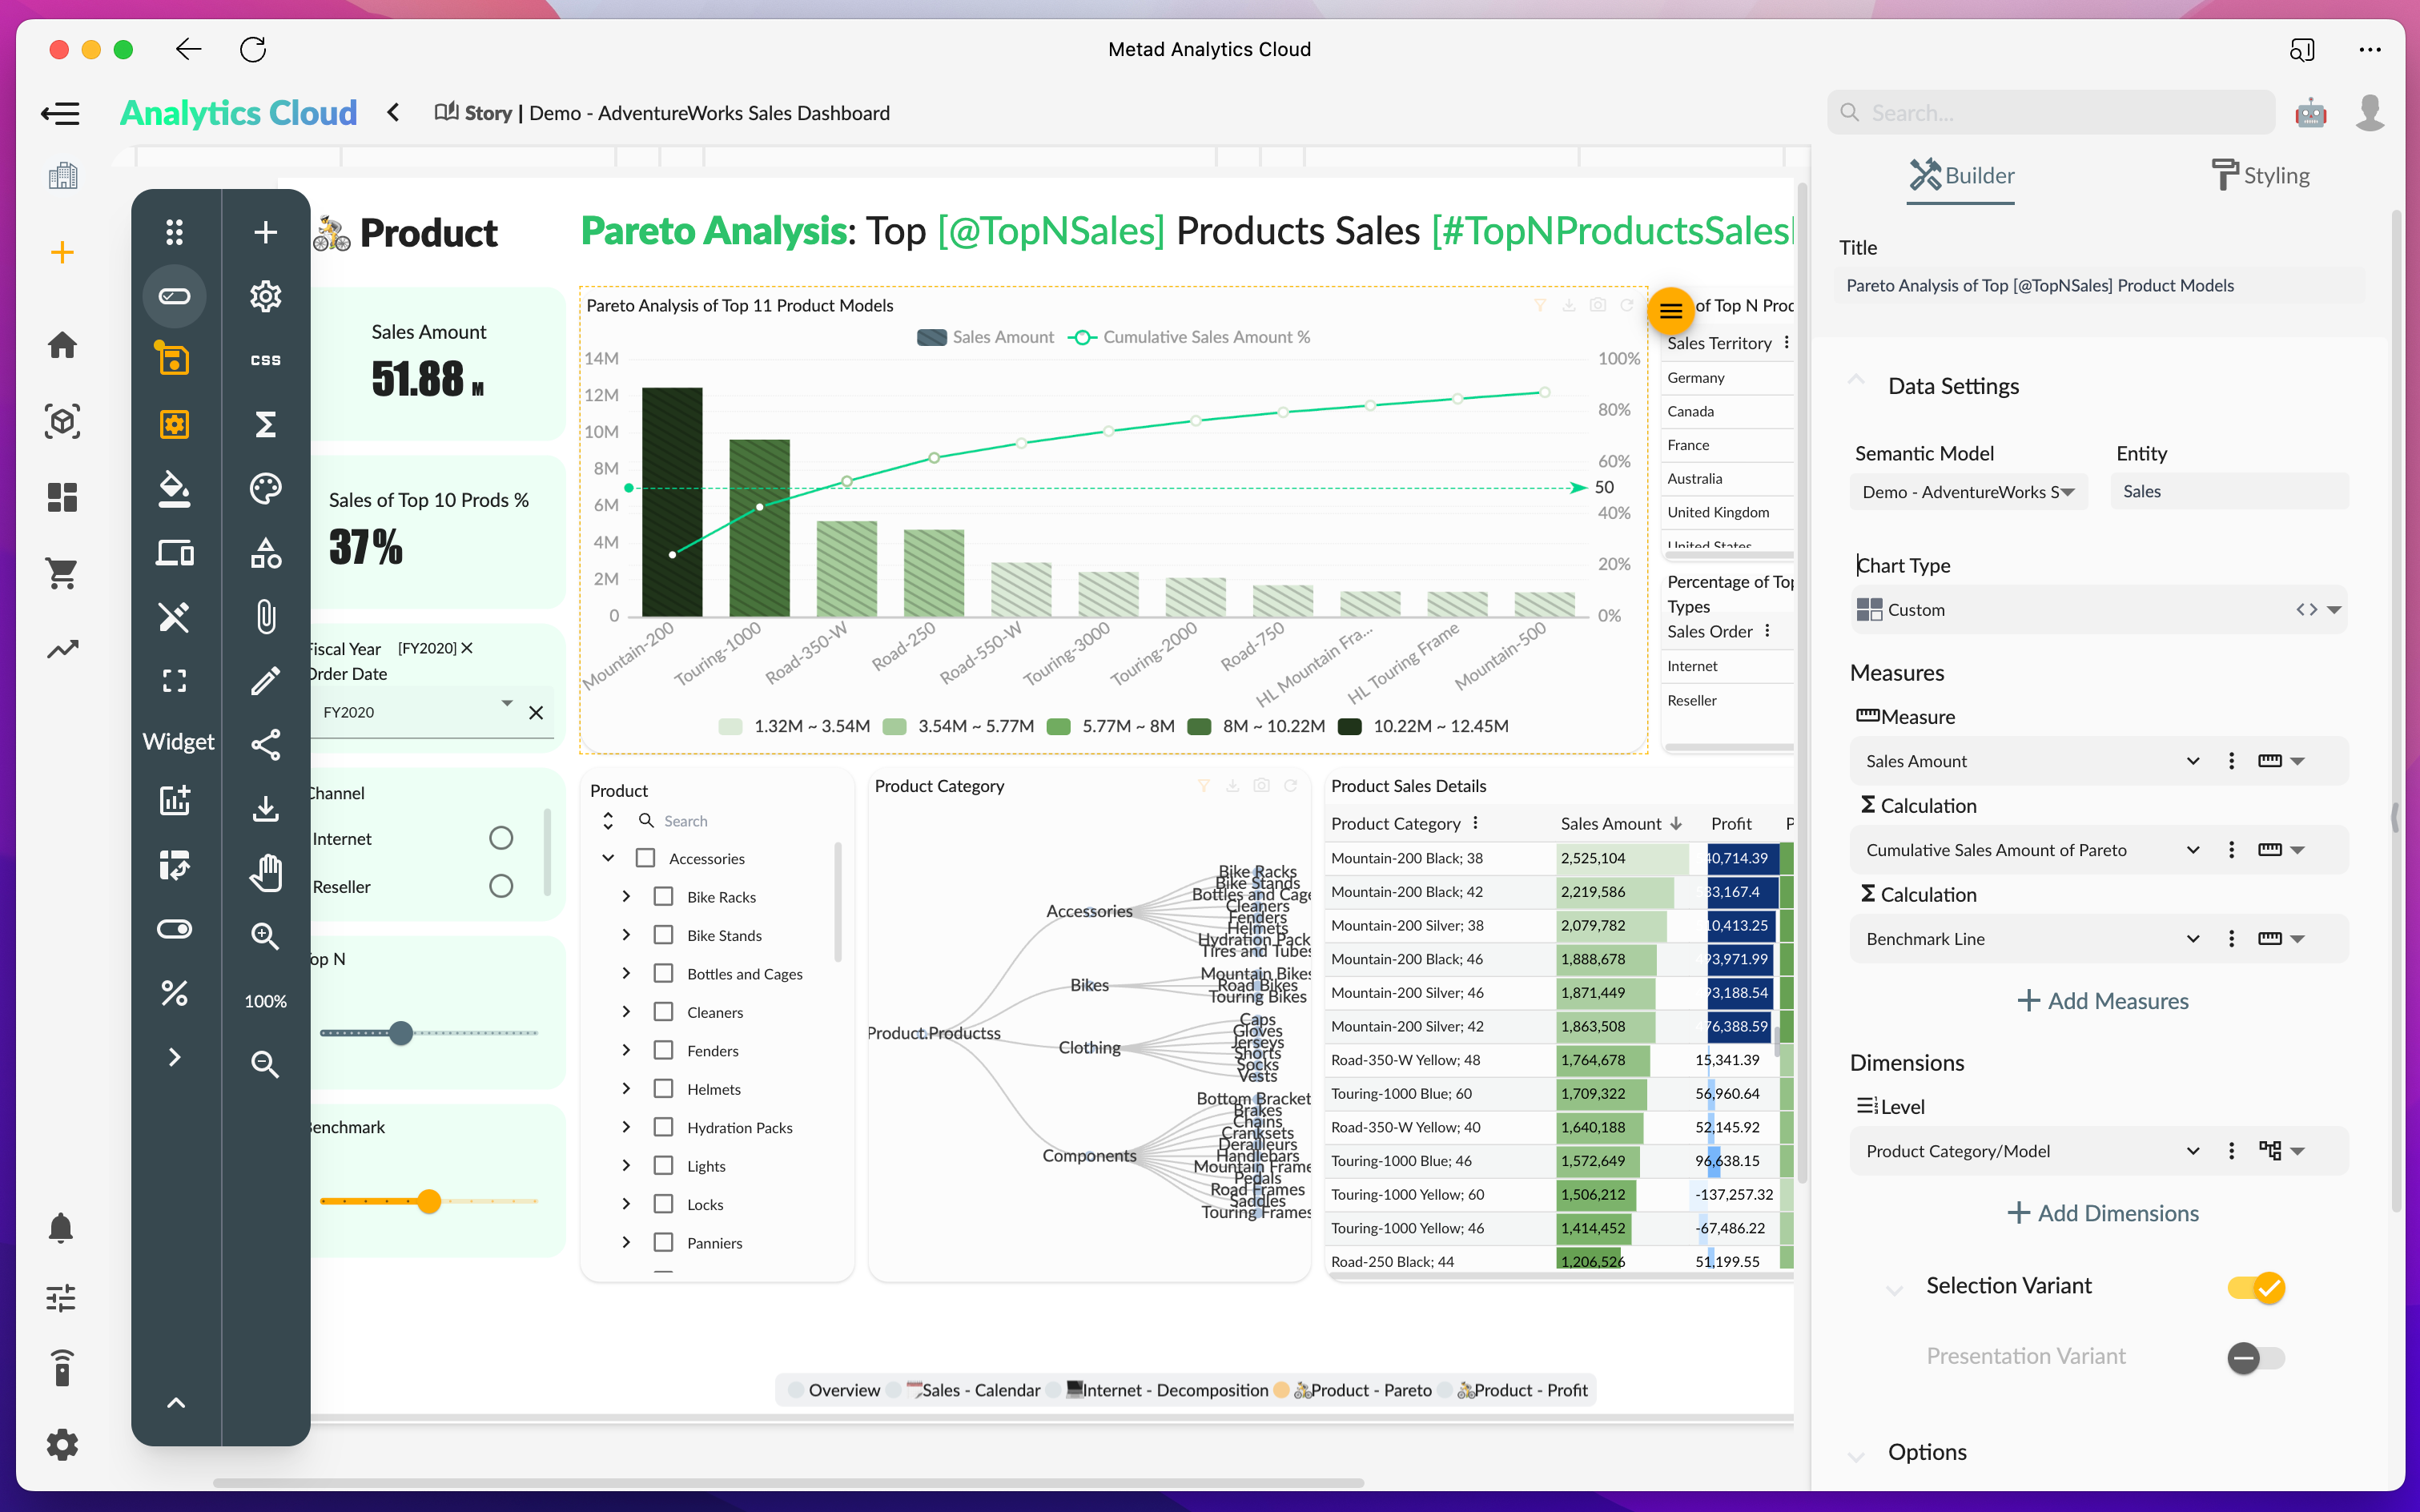 Metad Analytics Cloud
Analytics Cloud
Story | Demo - AdventureWorks Sales Dashboard
Search...
Builder
Styling
🚴 Product
Pareto Analysis: Top [@TopNSales] Products Sales [#TopNProductsSales
css
Widget
100%
Sales Amount
51.88 M
Sales of Top 10 Prods %
37%
Fiscal Year [FY2020]
Order Date
FY2020
Channel
Internet
Reseller
Top N
Benchmark
Pareto Analysis of Top 11 Product Models
Sales Amount
Cumulative Sales Amount %
14M
12M
10M
8M
6M
4M
2M
0
100%
80%
60%
50
40%
20%
0%
Mountain-200
Touring-1000
Road-350-W
Road-250
Road-550-W
Touring-3000
Touring-2000
Road-750
HL Mountain Fra...
HL Touring Frame
Mountain-500
1.32M ~ 3.54M
3.54M ~ 5.77M
5.77M ~ 8M
8M ~ 10.22M
10.22M ~ 12.45M
of Top N Prod
Sales Territory
Germany
Canada
France
Australia
United Kingdom
United States
Percentage of Top
Types
Sales Order
Internet
Reseller
Product
Search
Accessories
Bike Racks
Bike Stands
Bottles and Cages
Cleaners
Fenders
Helmets
Hydration Packs
Lights
Locks
Panniers
Product Category
Product.Productss
Accessories
Bikes
Clothing
Components
Bike Racks
Bike Stands
Bottles and Cage
Cleaners
Fenders
Helmets
Hydration Pack
Tires and Tubes
Mountain Bikes
Road Bikes
Touring Bikes
Caps
Gloves
Jerseys
Shorts
Socks
Vests
Bottom Bracket
Brakes
Chains
Cranksets
Derailleurs
Handlebars
Mountain Frame
Pedals
Road Frames
Saddles
Touring Frames
Product Sales Details
Product Category Sales Amount Profit P
Mountain-200 Black; 38 2,525,104 40,714.39
Mountain-200 Black; 42 2,219,586 33,167.4
Mountain-200 Silver; 38 2,079,782 10,413.25
Mountain-200 Black; 46 1,888,678 93,971.99
Mountain-200 Silver; 46 1,871,449 93,188.54
Mountain-200 Silver; 42 1,863,508 76,388.59
Road-350-W Yellow; 48 1,764,678 15,341.39
Touring-1000 Blue; 60 1,709,322 56,960.64
Road-350-W Yellow; 40 1,640,188 52,145.92
Touring-1000 Blue; 46 1,572,649 96,638.15
Touring-1000 Yellow; 60 1,506,212 -137,257.32
Touring-1000 Yellow; 46 1,414,452 -67,486.22
Road-250 Black; 44 1,206,526 51,199.55
Overview
Sales - Calendar
Internet - Decomposition
🚴Product - Pareto
🚴Product - Profit
Title
Pareto Analysis of Top [@TopNSales] Product Models
Data Settings
Semantic Model
Entity
Demo - AdventureWorks S
Sales
Chart Type
Custom
Measures
Measure
Sales Amount
Σ Calculation
Cumulative Sales Amount of Pareto
Σ Calculation
Benchmark Line
+ Add Measures
Dimensions
Level
Product Category/Model
+ Add Dimensions
Selection Variant
Presentation Variant
Options